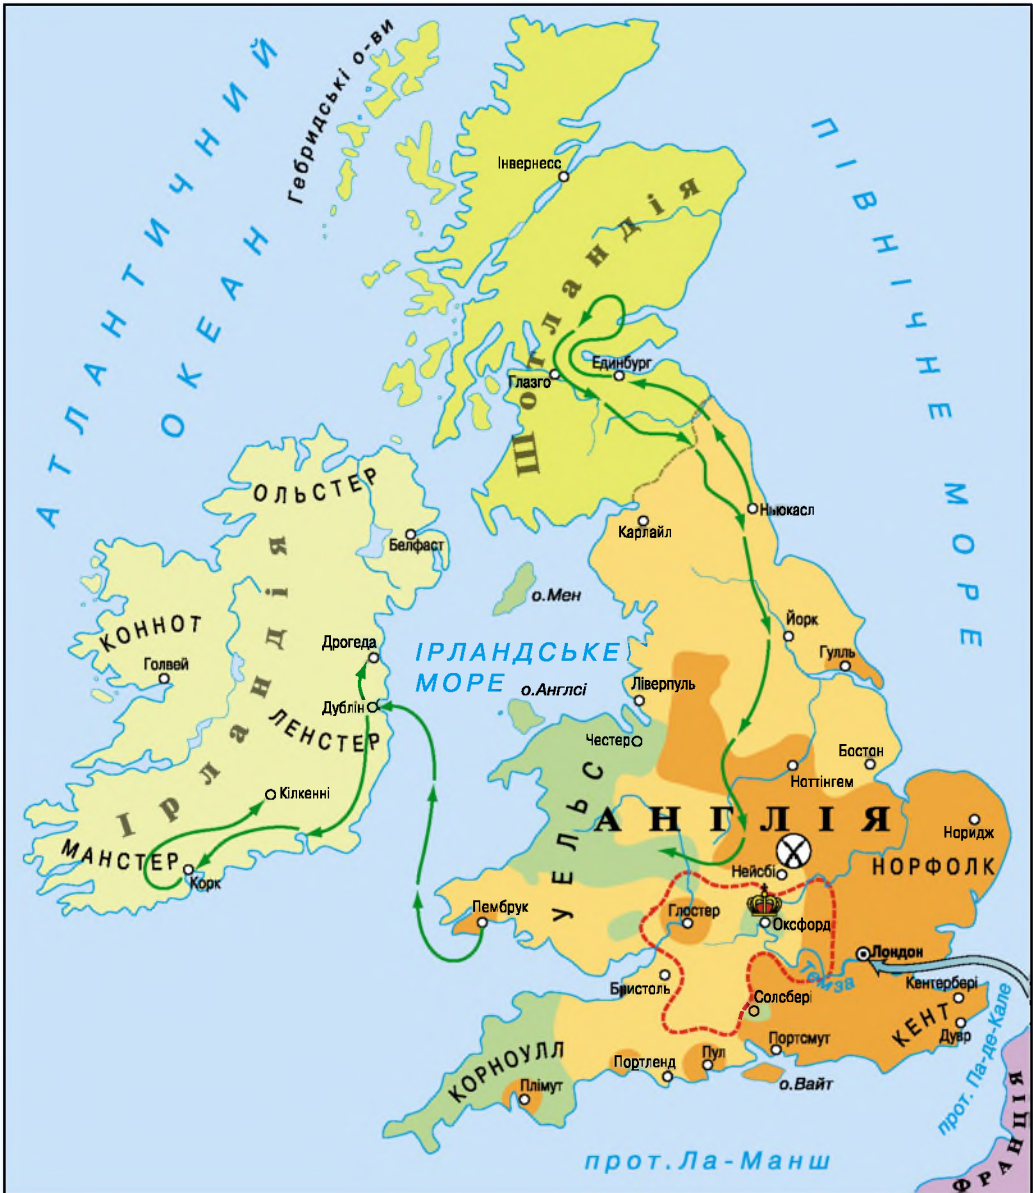 АТЛАНТИЧНИЙ
ОКЕАН
Гебридські о-ви
ПІВНІЧНЕ МОРЕ
Інвернесс
Шотландія
Единбург
Глазго
Ньюкасл
Карлайл
ОЛЬСТЕР
Белфаст
Ірландія
КОННОТ
Голвей
Дрогеда
Дублін
ЛЕНСТЕР
Кілкенні
МАНСТЕР
Корк
о.Мен
ІРЛАНДСЬКЕ
МОРЕ
о.Англсі
Йорк
Гулль
Ліверпуль
Честер
Бостон
Ноттінгем
УЕЛЬС
АНГЛІЯ
Норидж
НОРФОЛК
Нейсбі
Пембрук
Глостер
Оксфорд
Лондон
Темза
Бристоль
Солсбері
Кентербері
КЕНТ
Дувр
Портсмут
КОРНОУЛЛ
Портленд
Пул
Плімут
о.Вайт
прот. Па-де-Кале
прот. Ла-Манш
ФРАНЦІЯ